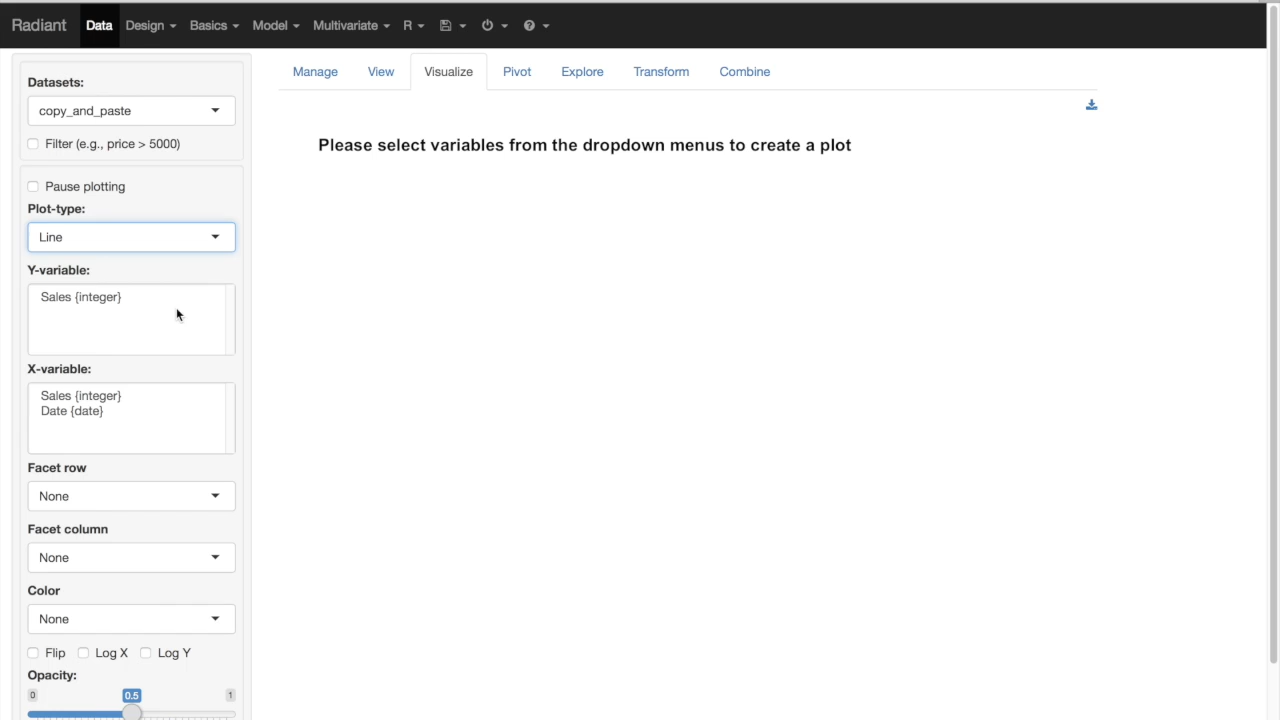 Radiant Data Design Basics Model Multivariate R
Datasets:
copy_and_paste
Filter (e.g., price > 5000)
Pause plotting
Plot-type:
Line
Y-variable:
Sales {integer}
X-variable:
Sales {integer}
Date {date}
Facet row
None
Facet column
None
Color
None
Flip Log X Log Y
Opacity:
0 0.5 1
Manage View Visualize Pivot Explore Transform Combine
Please select variables from the dropdown menus to create a plot